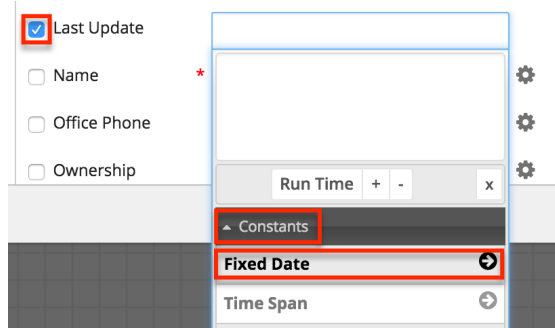 Last Update
Name *
Office Phone
Ownership
Run Time + - x
Constants
Fixed Date
Time Span